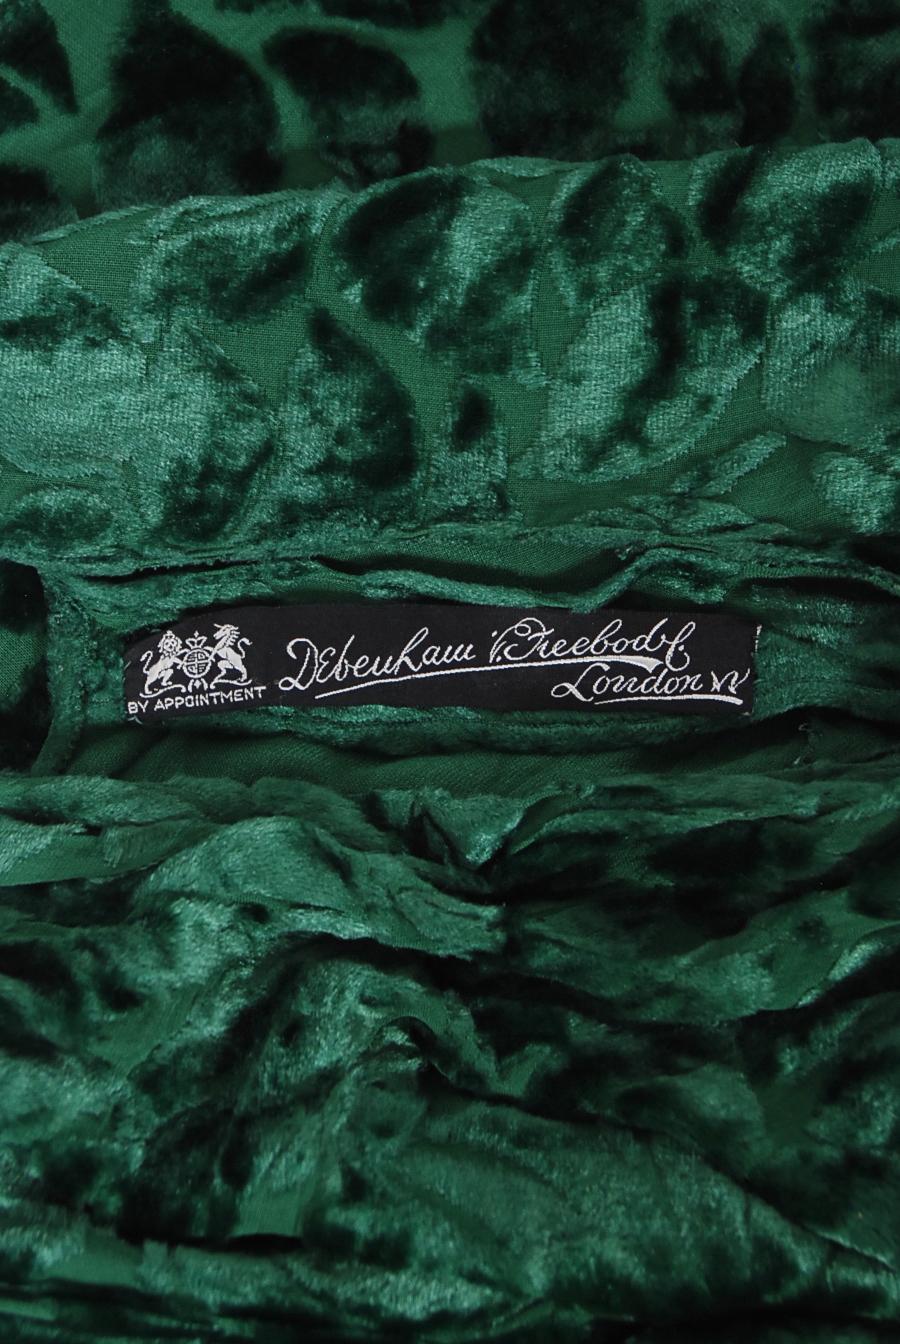 BY APPOINTMENT
Debenham & Freebody
London W